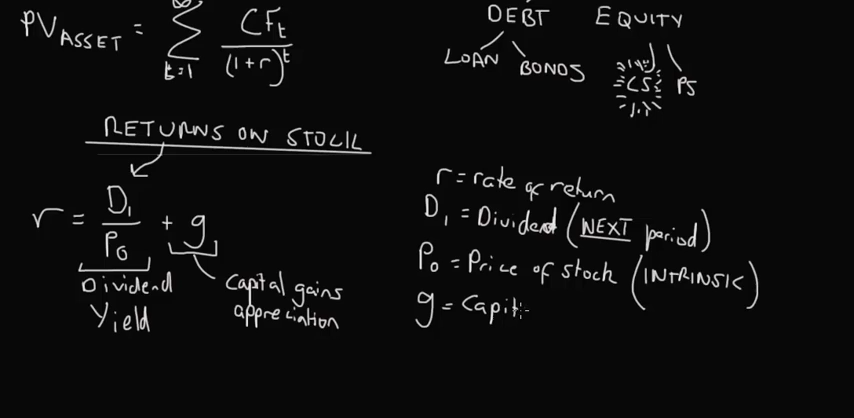 PV ASSET = ∞ Σ t=1 CFt / (1+r)^t
DEBT EQUITY
LOAN BONDS CS PS
RETURNS ON STOCK
r = D1 / P0 + g
Dividend
Yield
Capital gains
appreciation
r = rate of return
D1 = Dividend (NEXT period)
P0 = Price of stock (INTRINSIC)
g = Capit